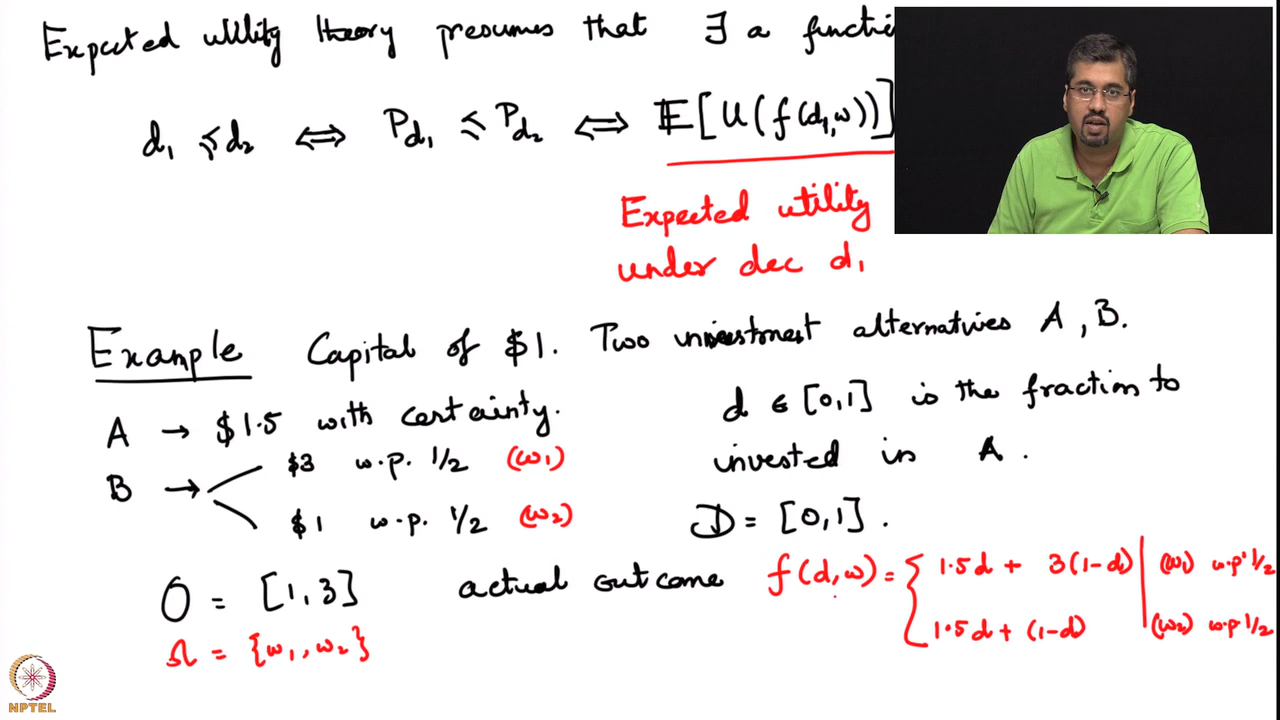 Expected utility theory presumes that ∃ a functi
d₁ ≼ d₂ ⟺ P_d₁ ≼ P_d₂ ⟺ 𝔼[U(f(d₁,ω))]
Expected utility
under dec d₁
Example Capital of $1. Two investment alternatives A, B.
A → $1.5 with certainty.
B → $3 w.p. 1/2 (ω₁)
$1 w.p. 1/2 (ω₂)
d ∈ [0,1] is the fraction to
invested in A.
D = [0,1].
O = [1,3] actual outcome f(d,ω) = { 1.5d + 3(1-d) | (ω₁) w.p. 1/2
1.5d + (1-d) | (ω₂) w.p. 1/2
Ω = {ω₁, ω₂}
NPTEL